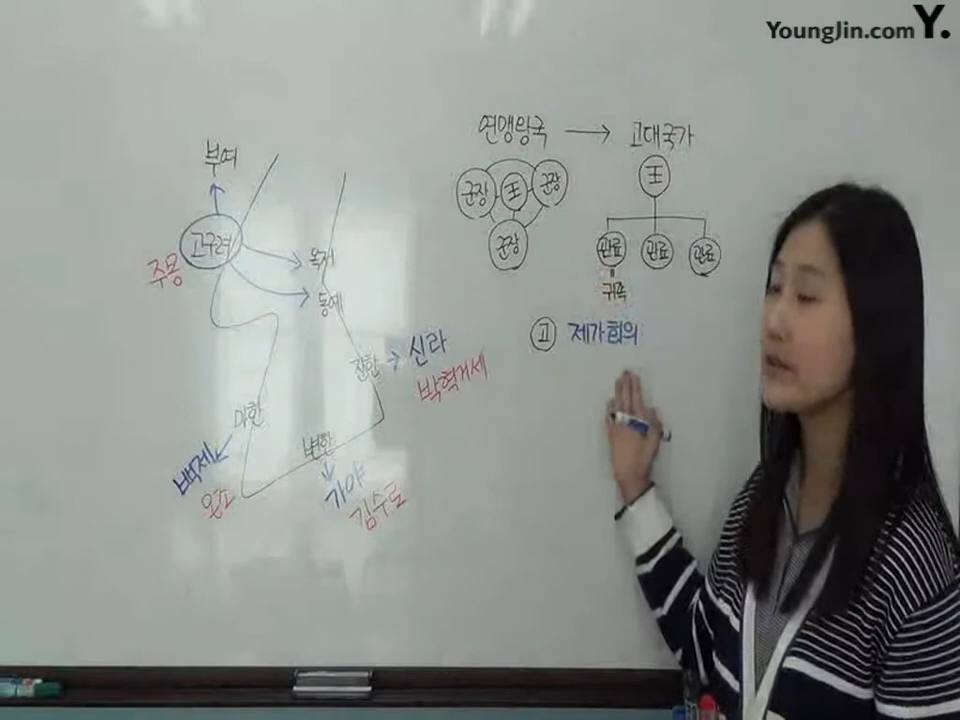 YoungJin.com Y.
연맹왕국 → 고대국가
군장 王 군장
군장
王
관료 관료 관료
귀족
고 제가회의
부여
고구려
주몽
옥저
동예
진한 → 신라
박혁거세
마한
백제
온조
변한
가야
김수로